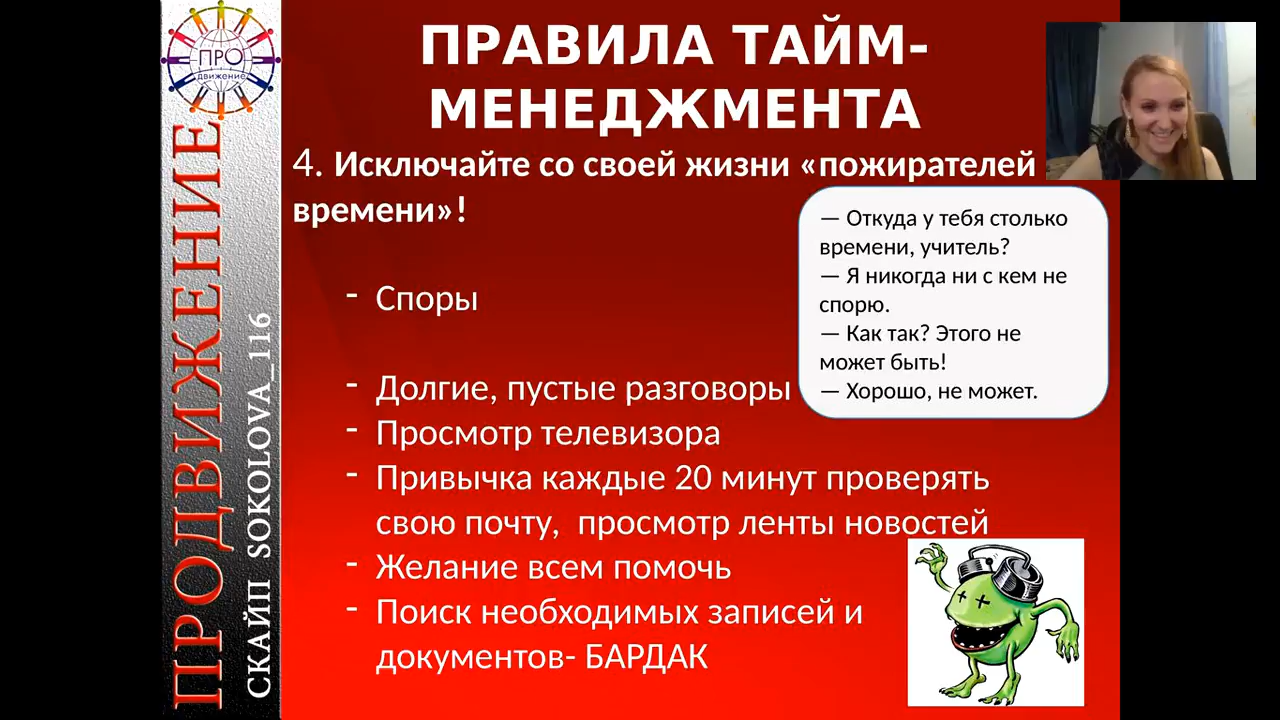 ПРО
движение
ПРОДВИЖЕНИЕ
СКАЙП SOKOLOVA_116
ПРАВИЛА ТАЙМ-
МЕНЕДЖМЕНТА
4. Исключайте со своей жизни «пожирателей
времени»!
- Споры
- Долгие, пустые разговоры
- Просмотр телевизора
- Привычка каждые 20 минут проверять
свою почту, просмотр ленты новостей
- Желание всем помочь
- Поиск необходимых записей и
документов- БАРДАК
— Откуда у тебя столько
времени, учитель?
— Я никогда ни с кем не
спорю.
— Как так? Этого не
может быть!
— Хорошо, не может.